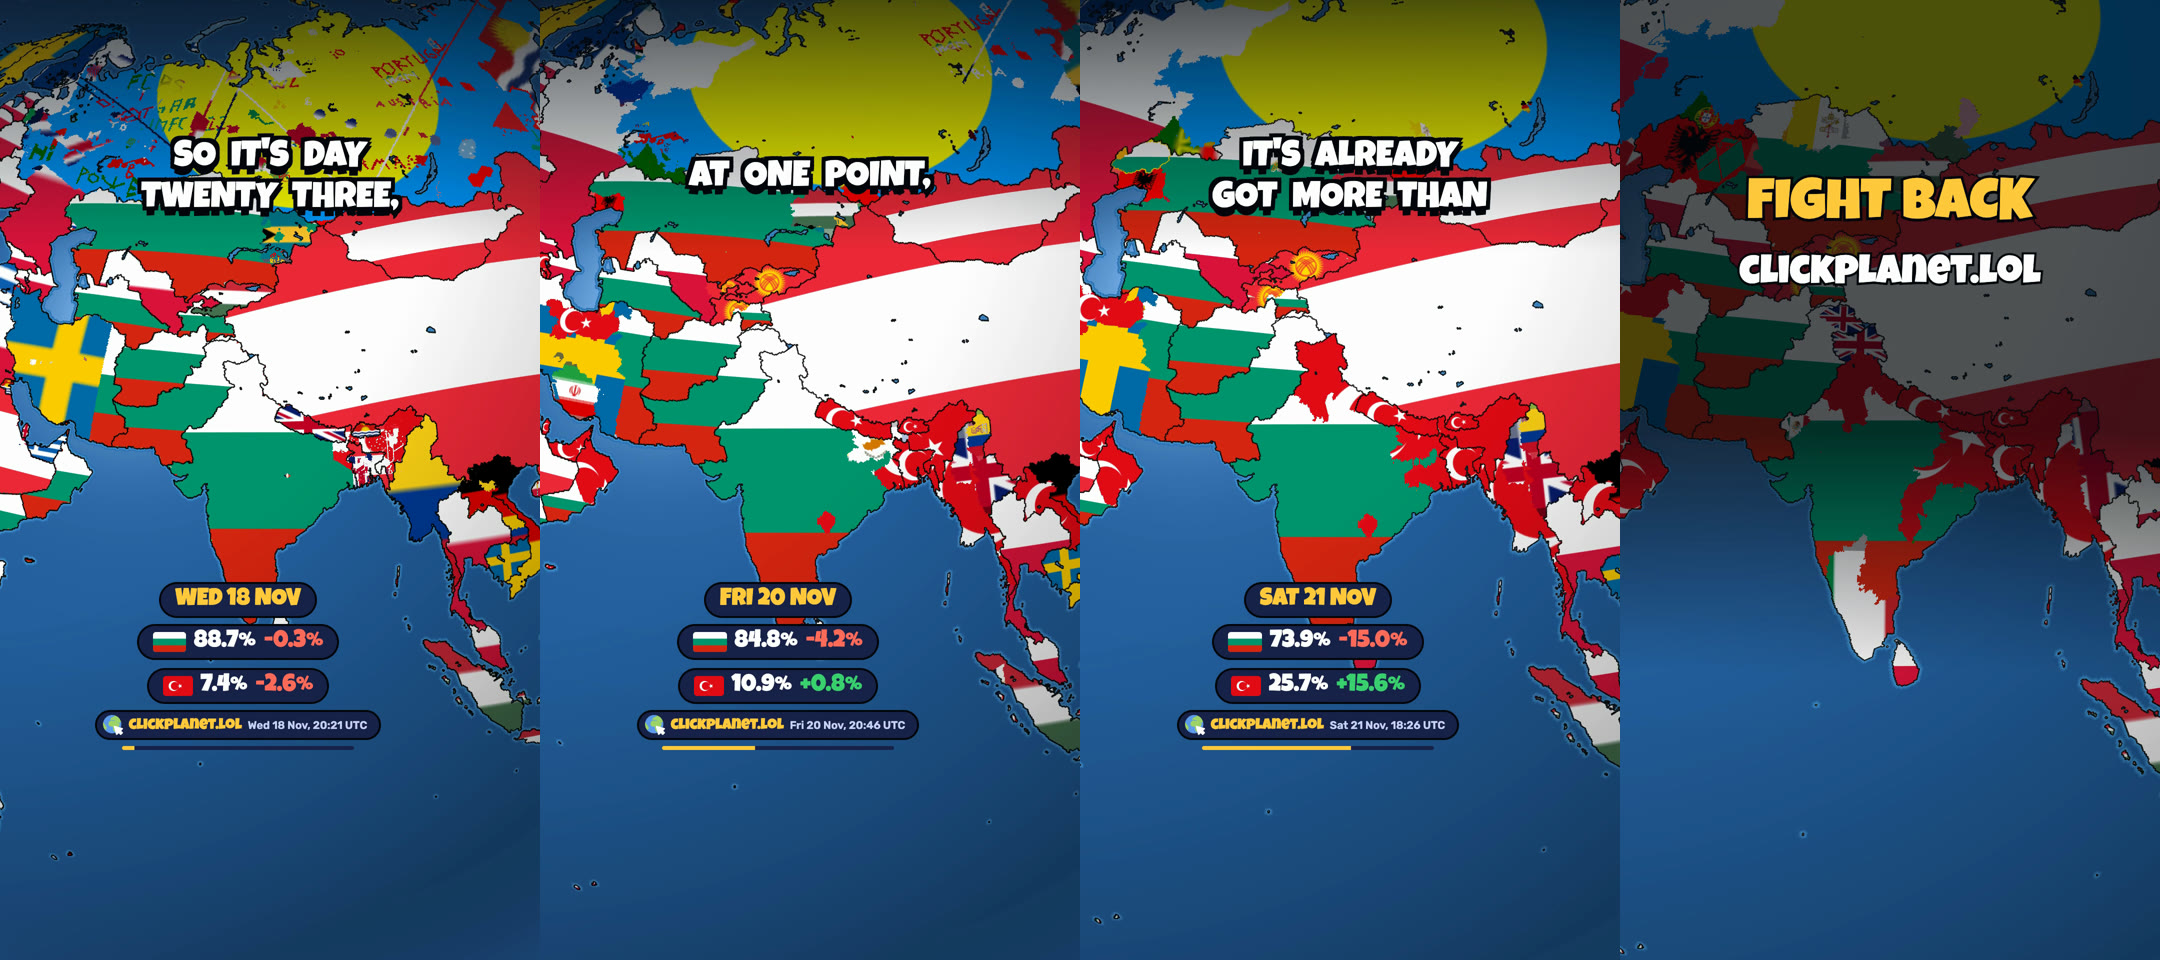 PORTUGAL
HI
SO IT'S DAY
TWENTY THREE,
WED 18 NOV
88.7% -0.3%
7.4% -2.6%
CLICKPLANET.LOL Wed 18 Nov, 20:21 UTC
PORTUGAL
AT ONE POINT,
FRI 20 NOV
84.8% -4.2%
10.9% +0.8%
CLICKPLANET.LOL Fri 20 Nov, 20:46 UTC
IT'S ALREADY
GOT MORE THAN
SAT 21 NOV
73.9% -15.0%
25.7% +15.6%
CLICKPLANET.LOL Sat 21 Nov, 18:26 UTC
FIGHT BACK
CLICKPLANET.LOL